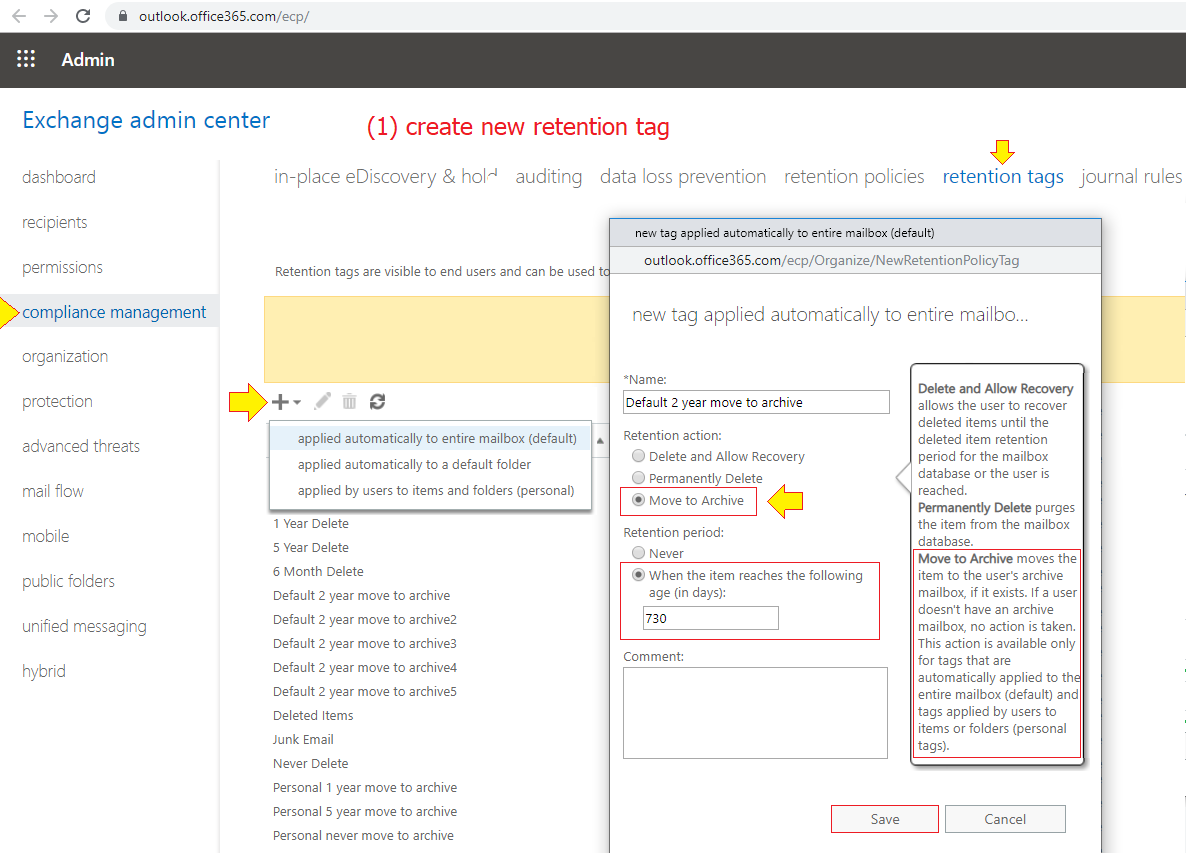 outlook.office365.com/ecp/
Admin
Exchange admin center
(1) create new retention tag
dashboard
recipients
permissions
compliance management
organization
protection
advanced threats
mail flow
mobile
public folders
unified messaging
hybrid
in-place eDiscovery & hold auditing data loss prevention retention policies retention tags journal rules
Retention tags are visible to end users and can be used to
applied automatically to entire mailbox (default)
applied automatically to a default folder
applied by users to items and folders (personal)
1 Year Delete
5 Year Delete
6 Month Delete
Default 2 year move to archive
Default 2 year move to archive2
Default 2 year move to archive3
Default 2 year move to archive4
Default 2 year move to archive5
Deleted Items
Junk Email
Never Delete
Personal 1 year move to archive
Personal 5 year move to archive
Personal never move to archive
new tag applied automatically to entire mailbox (default)
outlook.office365.com/ecp/Organize/NewRetentionPolicyTag
new tag applied automatically to entire mailbo...
*Name:
Default 2 year move to archive
Retention action:
Delete and Allow Recovery
Permanently Delete
Move to Archive
Retention period:
Never
When the item reaches the following
age (in days):
730
Comment:
Delete and Allow Recovery
allows the user to recover
deleted items until the
deleted item retention
period for the mailbox
database or the user is
reached.
Permanently Delete purges
the item from the mailbox
database.
Move to Archive moves the
item to the user's archive
mailbox, if it exists. If a user
doesn't have an archive
mailbox, no action is taken.
This action is available only
for tags that are
automatically applied to the
entire mailbox (default) and
tags applied by users to
items or folders (personal
tags).
Save
Cancel